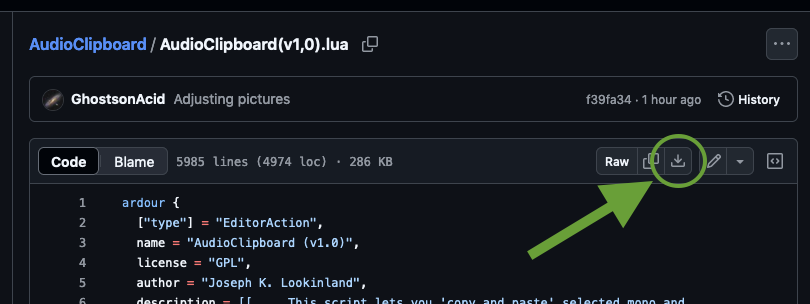 AudioClipboard / AudioClipboard(v1,0).lua
GhostsonAcid Adjusting pictures f39fa34 · 1 hour ago History
Code Blame 5985 lines (4974 loc) · 286 KB Raw
1 ardour {
2 ["type"] = "EditorAction",
3 name = "AudioClipboard (v1.0)",
4 license = "GPL",
5 author = "Joseph K. Lookinland",
6 description = [[ This script lets you 'copy and paste' selected mono and